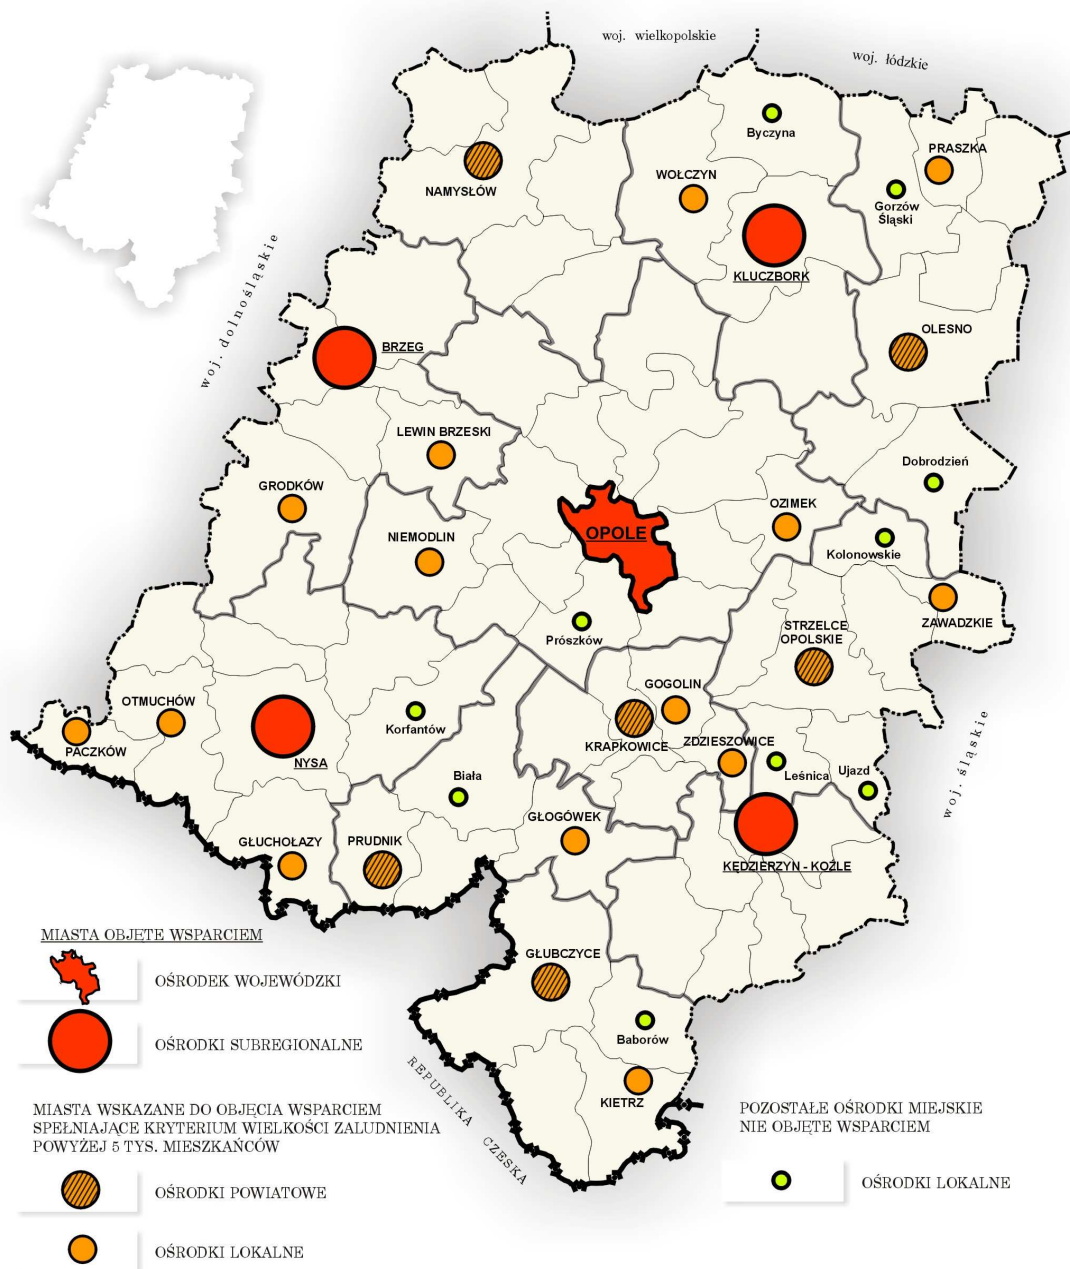 woj. wielkopolskie
woj. łódzkie
Byczyna
PRASZKA
WOŁCZYN
NAMYSŁÓW
Gorzów
Śląski
KLUCZBORK
woj. dolnośląskie
OLESNO
BRZEG
LEWIN BRZESKI
Dobrodzień
GRODKÓW
OZIMEK
OPOLE
NIEMODLIN
Kolonowskie
ZAWADZKIE
STRZELCE
OPOLSKIE
Prószków
GOGOLIN
OTMUCHÓW
Korfantów
KRAPKOWICE
ZDZIESZOWICE
PACZKÓW
NYSA
Biała
Leśnica
Ujazd
woj. śląskie
GŁOGÓWEK
GŁUCHOŁAZY
PRUDNIK
KĘDZIERZYN - KOŹLE
GŁUBCZYCE
Baborów
KIETRZ
REPUBLIKA CZESKA
MIASTA OBJĘTE WSPARCIEM
OŚRODEK WOJEWÓDZKI
OŚRODKI SUBREGIONALNE
MIASTA WSKAZANE DO OBJĘCIA WSPARCIEM
SPEŁNIAJĄCE KRYTERIUM WIELKOŚCI ZALUDNIENIA
POWYŻEJ 5 TYS. MIESZKAŃCÓW
OŚRODKI POWIATOWE
OŚRODKI LOKALNE
POZOSTAŁE OŚRODKI MIEJSKIE
NIE OBJĘTE WSPARCIEM
OŚRODKI LOKALNE